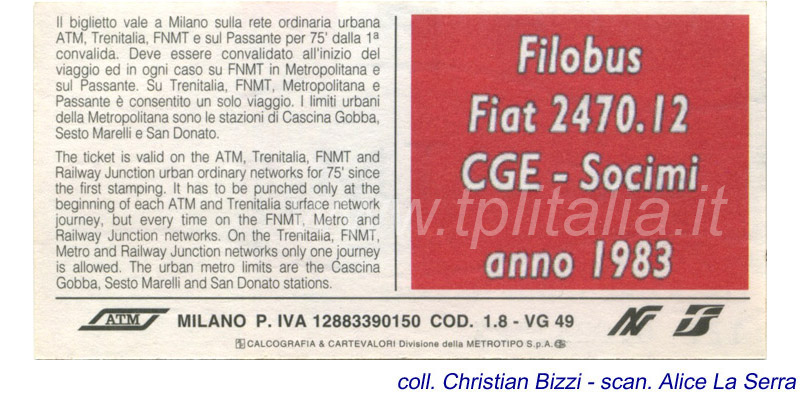 Il biglietto vale a Milano sulla rete ordinaria urbana
ATM, Trenitalia, FNMT e sul Passante per 75' dalla 1ª
convalida. Deve essere convalidato all'inizio del
viaggio ed in ogni caso su FNMT in Metropolitana e
sul Passante. Su Trenitalia, FNMT, Metropolitana e
Passante è consentito un solo viaggio. I limiti urbani
della Metropolitana sono le stazioni di Cascina Gobba,
Sesto Marelli e San Donato.
The ticket is valid on the ATM, Trenitalia, FNMT and
Railway Junction urban ordinary networks for 75' since
the first stamping. It has to be punched only at the
beginning of each ATM and Trenitalia surface network
journey, but every time on the FNMT, Metro and
Railway Junction networks. On the Trenitalia, FNMT,
Metro and Railway Junction networks only one journey
is allowed. The urban metro limits are the Cascina
Gobba, Sesto Marelli and San Donato stations.
Filobus
Fiat 2470.12
CGE - Socimi
anno 1983
www.tplitalia.it
ATM MILANO P. IVA 12883390150 COD. 1.8 - VG 49
CALCOGRAFIA & CARTEVALORI Divisione della METROTIPO S.p.A.
coll. Christian Bizzi - scan. Alice La Serra